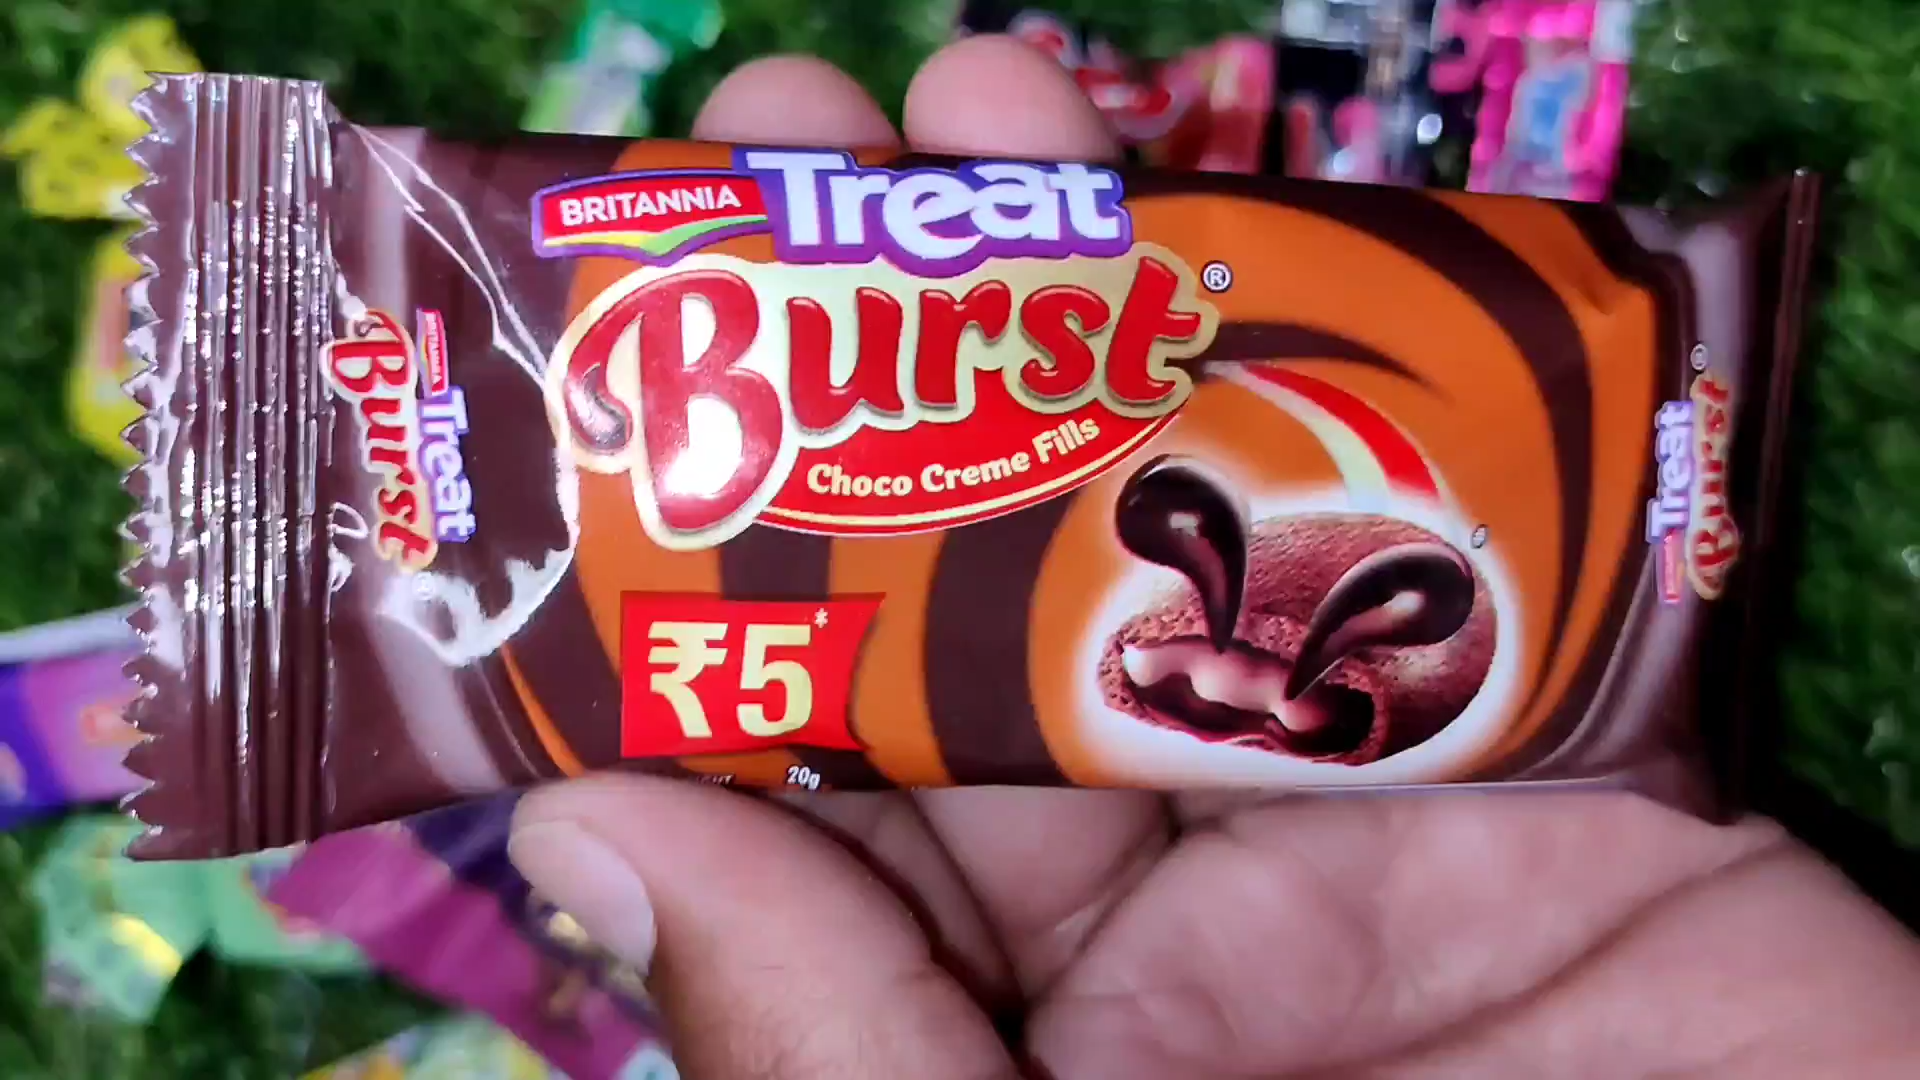 BRITANNIA Treat
Burst®
Choco Creme Fills
₹5*
20g
BRITANNIA Treat
Burst®
Treat
Burst®